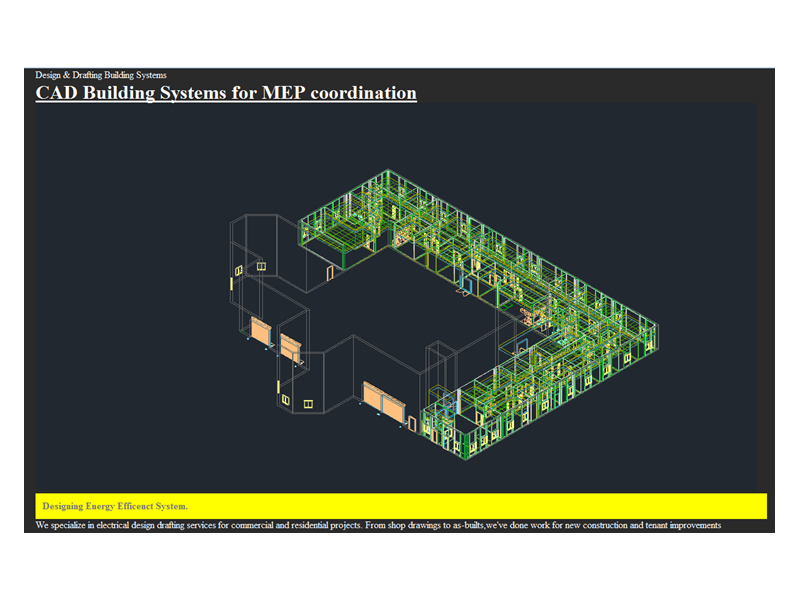 Design & Drafting Building Systems
CAD Building Systems for MEP coordination
Designing Energy Efficenct System.
We specialize in electrical design drafting services for commercial and residential projects. From shop drawings to as-builts,we've done work for new construction and tenant improvements